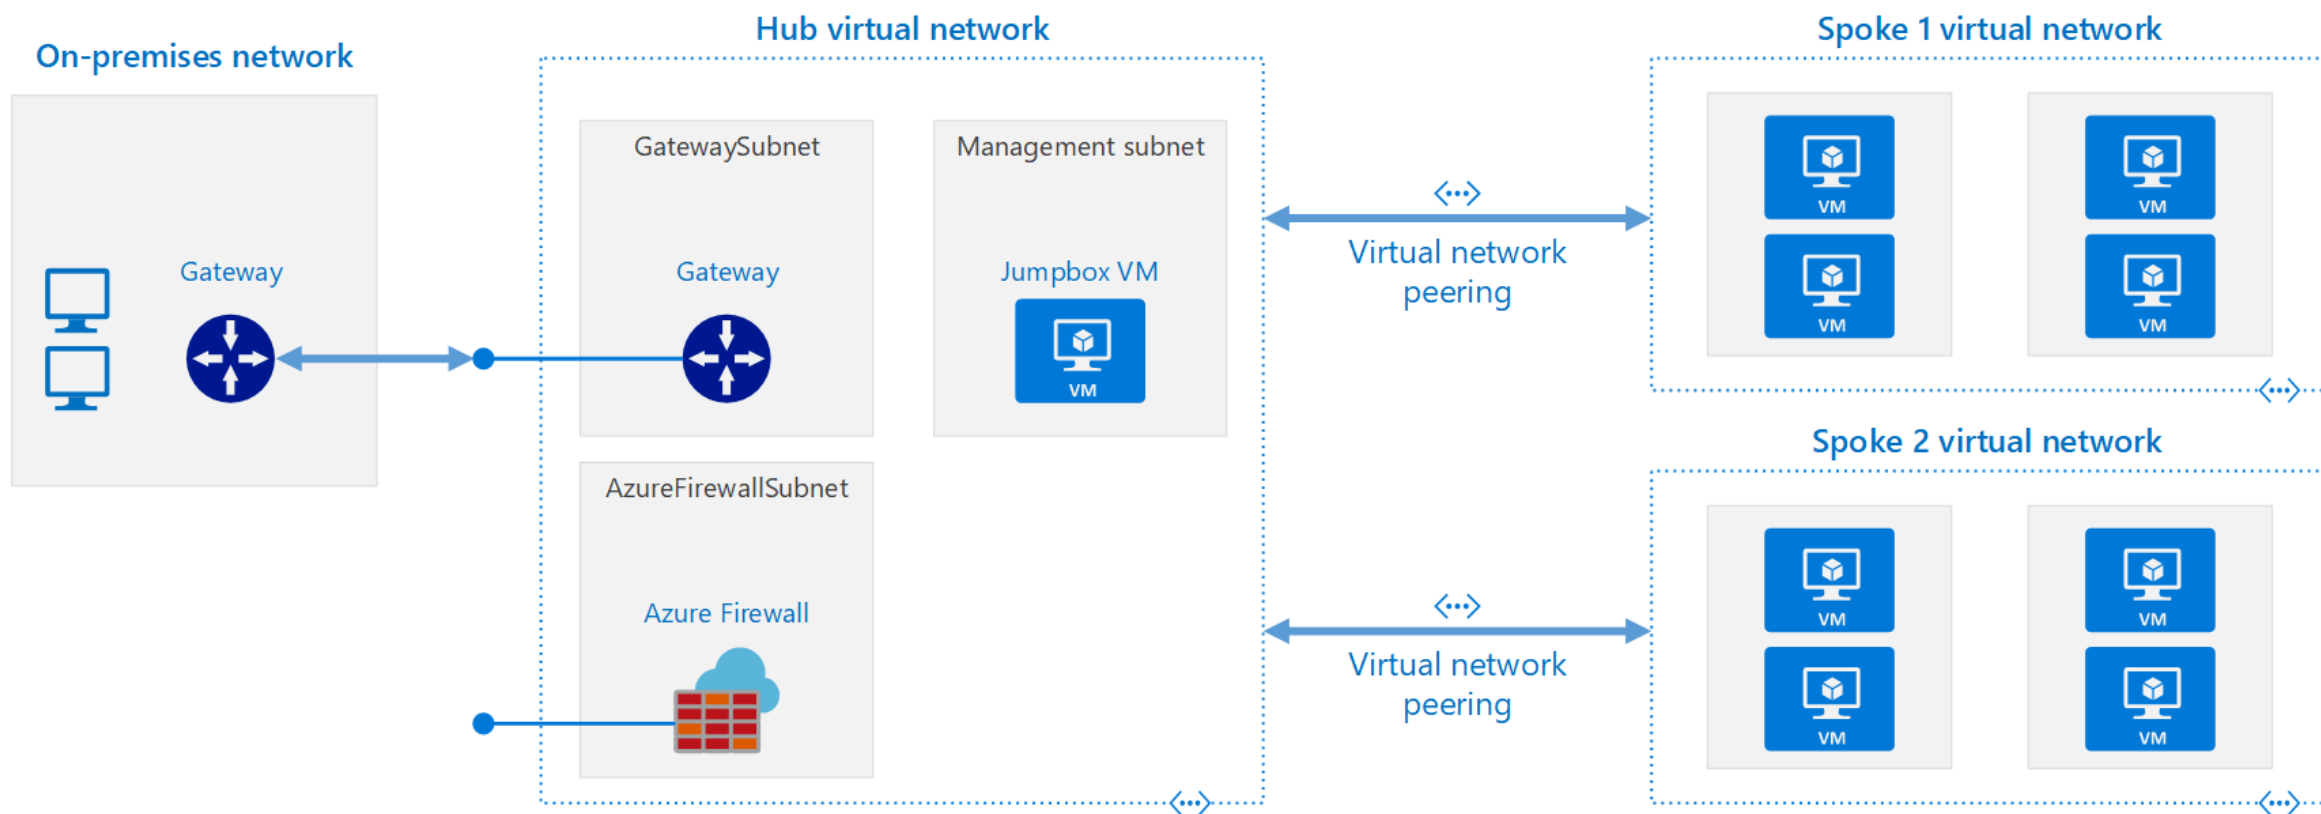 On-premises network
Gateway
Hub virtual network
GatewaySubnet
Gateway
Management subnet
Jumpbox VM
VM
AzureFirewallSubnet
Azure Firewall
Virtual network
peering
Virtual network
peering
Spoke 1 virtual network
VM
VM
VM
VM
Spoke 2 virtual network
VM
VM
VM
VM